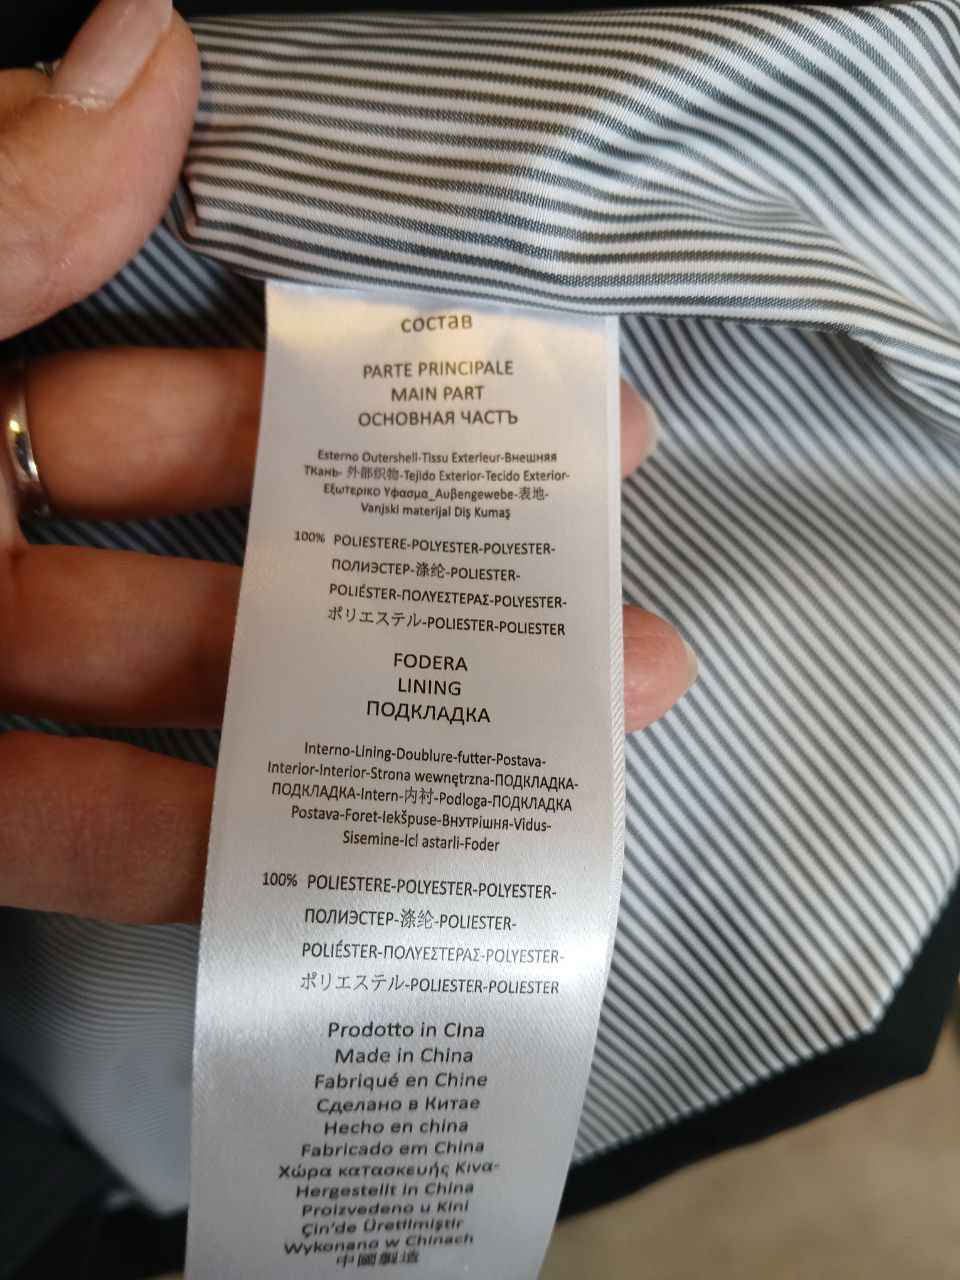 состав
PARTE PRINCIPALE
MAIN PART
ОСНОВНАЯ ЧАСТЪ
Esterno Outershell-Tissu Exterleur-Внешняя
Ткань- 外部织物-Tejido Exterior-Tecido Exterior-
Εξωτερικο Υφασμα_Außengewebe-表地-
Vanjski materijal Diş Kumaş
100% POLIESTERE-POLYESTER-POLYESTER-
ПОЛИЭСТЕР-涤纶-POLIESTER-
POLIÉSTER-ΠΟΛΥΕΣΤΕΡΑΣ-POLYESTER-
ポリエステル-POLIESTER-POLIESTER
FODERA
LINING
ПОДКЛАДКА
Interno-Lining-Doublure-futter-Postava-
Interior-Interior-Strona wewnętrzna-ПОДКЛАДКА-
ПОДКЛАДКА-Intern-内衬-Podloga-ПОДКЛАДКА
Postava-Foret-Iekšpuse-Внутрішня-Vidus-
Sisemine-Icl astarli-Foder
100% POLIESTERE-POLYESTER-POLYESTER-
ПОЛИЭСТЕР-涤纶-POLIESTER-
POLIÉSTER-ΠΟΛΥΕΣΤΕΡΑΣ-POLYESTER-
ポリエステル-POLIESTER-POLIESTER
Prodotto in CIna
Made in China
Fabriqué en Chine
Сделано в Китае
Hecho en china
Fabricado em China
Χώρα κατασκευής Κινα-
Hergestellt in China
Proizvedeno u Kini
Çin'de Üretilmiştir
Wykonano w Chinach
中國製造